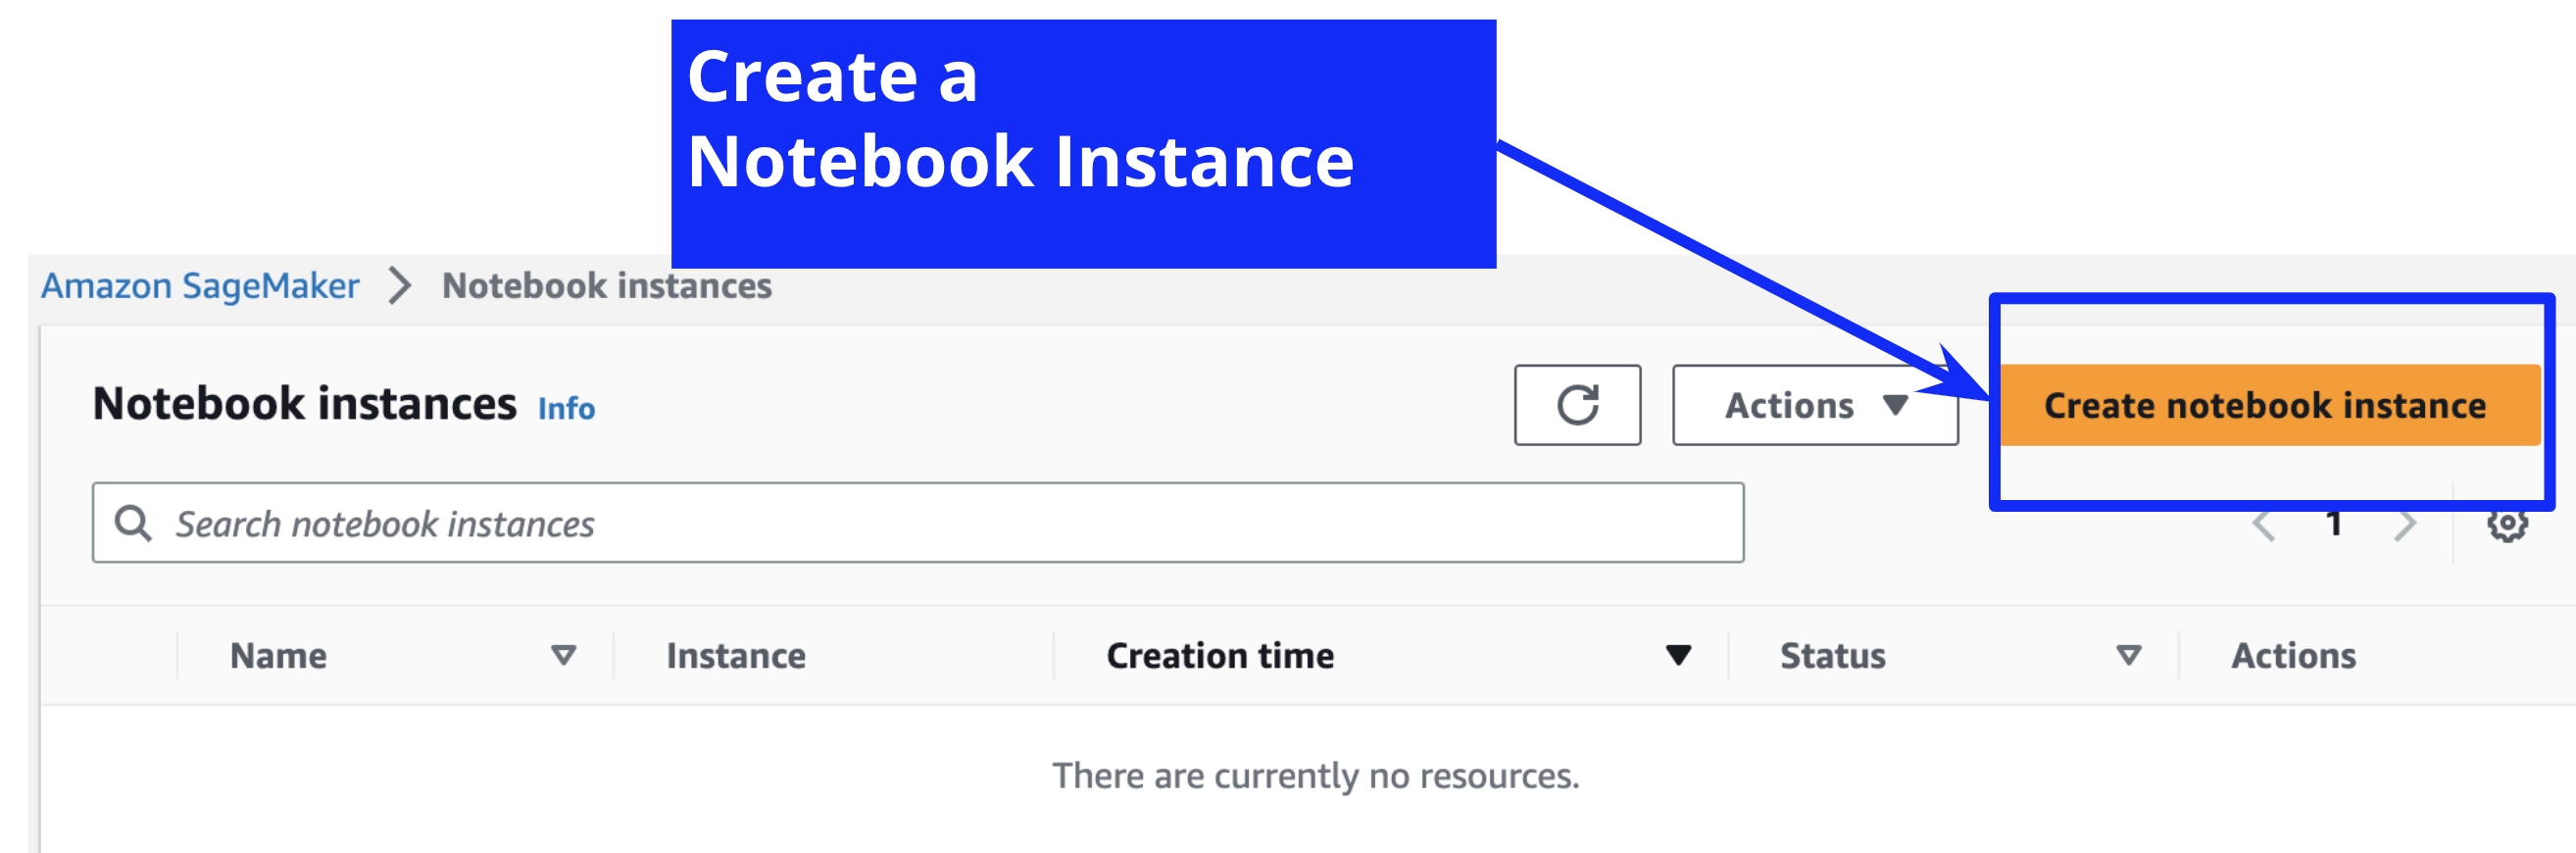 Create a
Notebook Instance
Amazon SageMaker > Notebook instances
Notebook instances Info
Actions
Create notebook instance
Search notebook instances
1
Name
Instance
Creation time
Status
Actions
There are currently no resources.